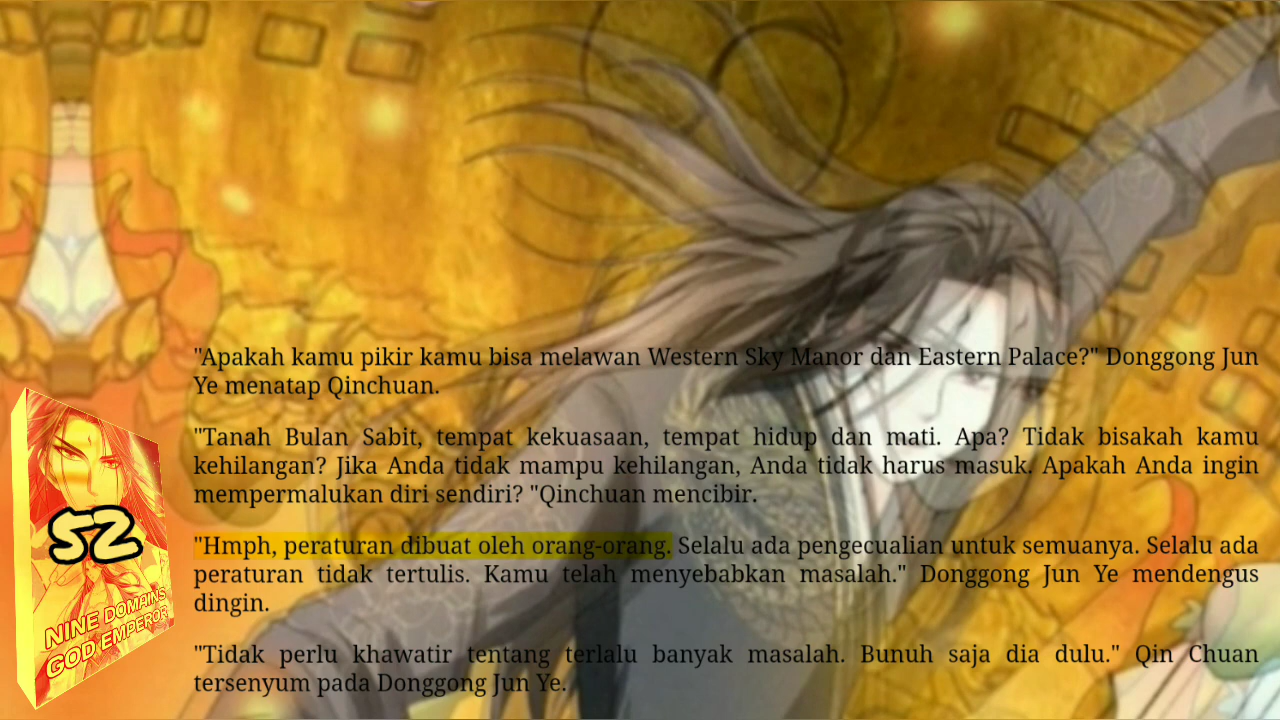 "Apakah kamu pikir kamu bisa melawan Western Sky Manor dan Eastern Palace?" Donggong Jun
Ye menatap Qinchuan.
"Tanah Bulan Sabit, tempat kekuasaan, tempat hidup dan mati. Apa? Tidak bisakah kamu
kehilangan? Jika Anda tidak mampu kehilangan, Anda tidak harus masuk. Apakah Anda ingin
mempermalukan diri sendiri? "Qinchuan mencibir.
"Hmph, peraturan dibuat oleh orang-orang. Selalu ada pengecualian untuk semuanya. Selalu ada
peraturan tidak tertulis. Kamu telah menyebabkan masalah." Donggong Jun Ye mendengus
dingin.
"Tidak perlu khawatir tentang terlalu banyak masalah. Bunuh saja dia dulu." Qin Chuan
tersenyum pada Donggong Jun Ye.
SZ
NINE DOMAINS
GOD EMPEROR